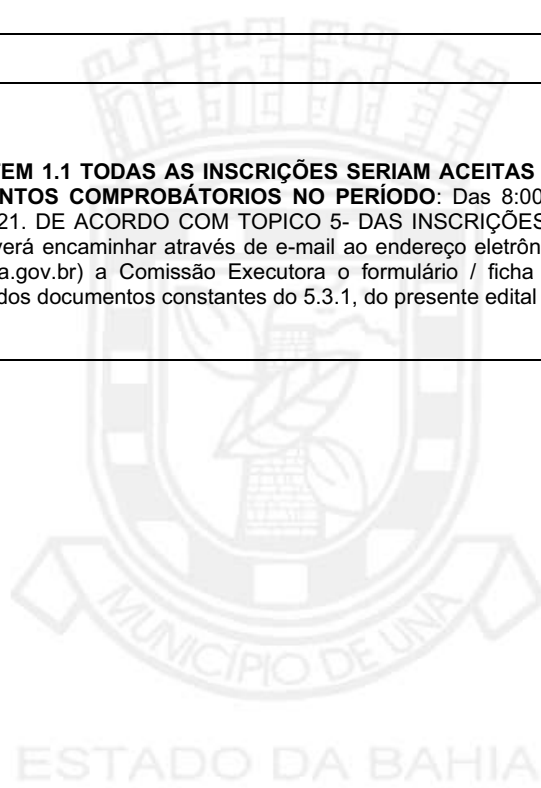 TEM 1.1 TODAS AS INSCRIÇÕES SERIAM ACEITAS
NTOS COMPROBÁTORIOS NO PERÍODO: Das 8:00
21. DE ACORDO COM TOPICO 5- DAS INSCRIÇÕES
verá encaminhar através de e-mail ao endereço eletrôn
a.gov.br) a Comissão Executora o formulário / ficha
dos documentos constantes do 5.3.1, do presente edital
MUNICÍPIO DE UNA
ESTADO DA BAHIA